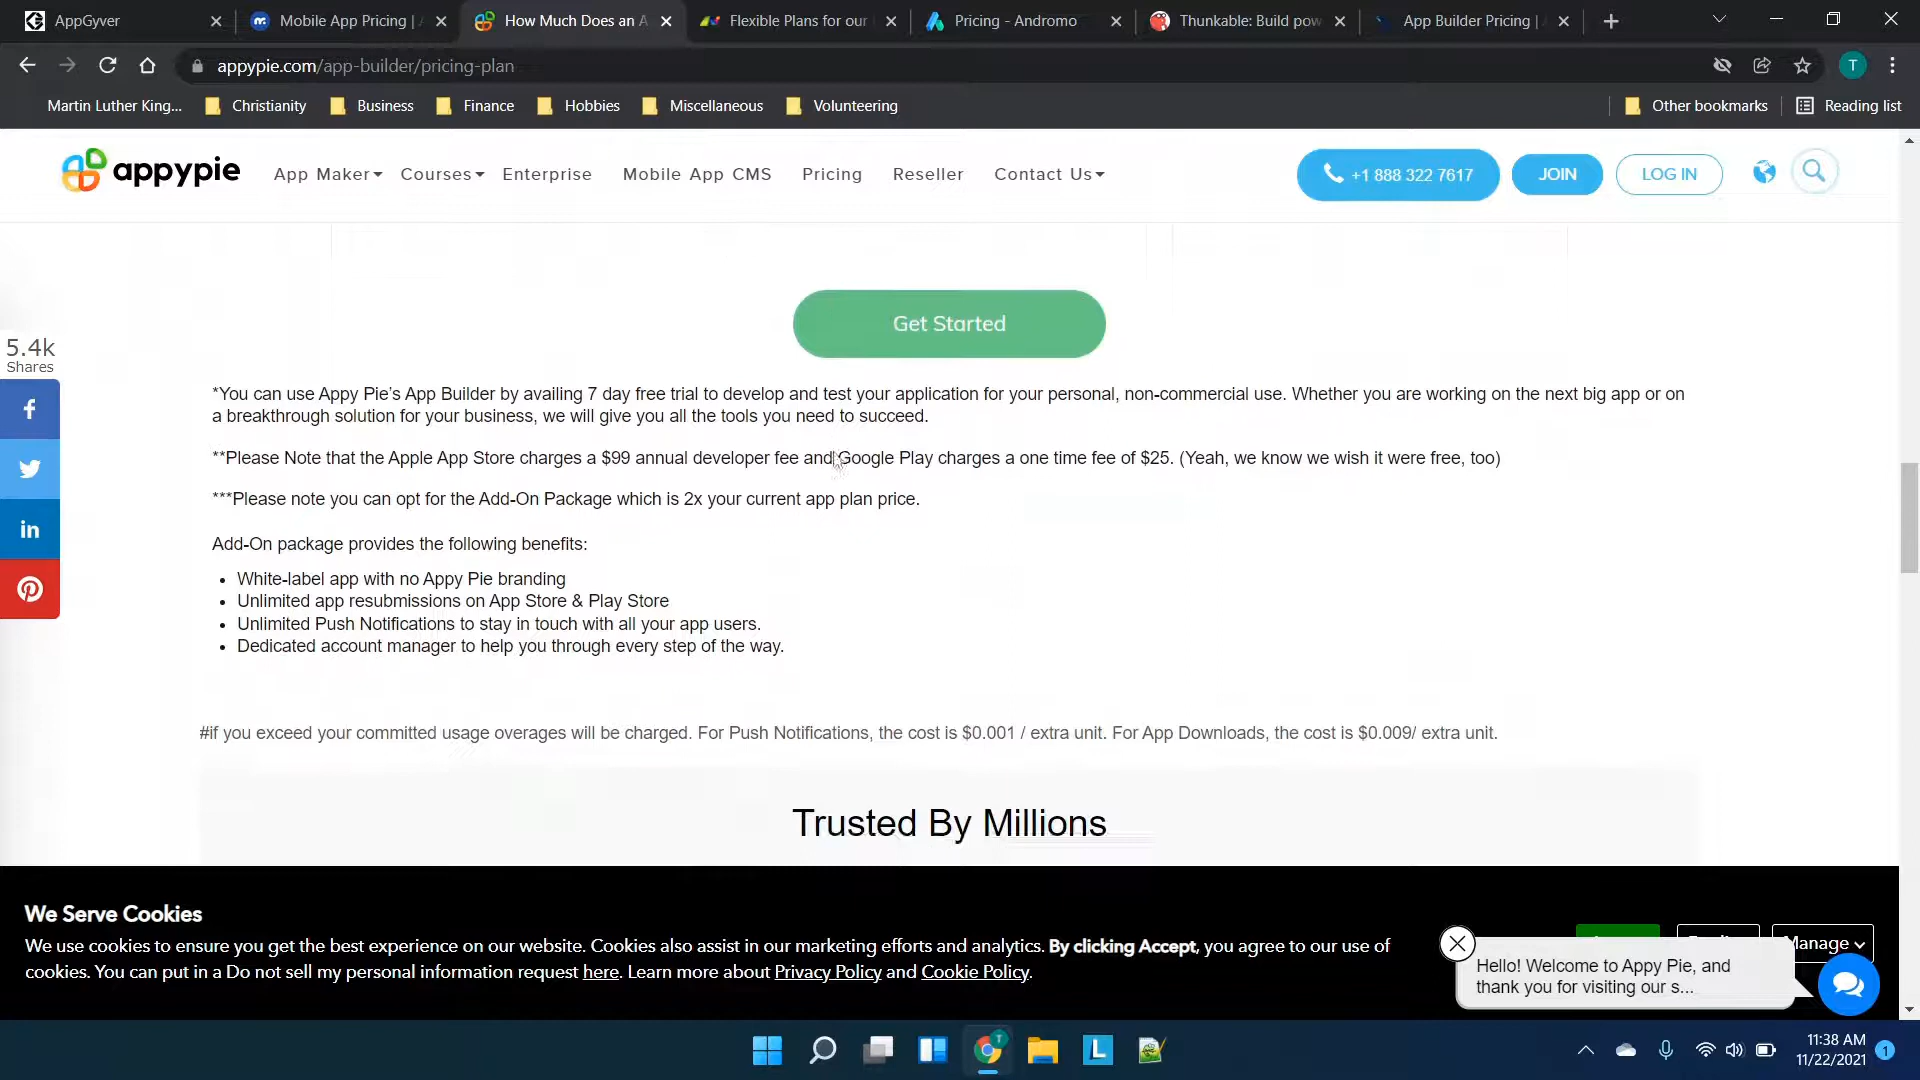 AppGyver
Mobile App Pricing |
How Much Does an A
Flexible Plans for our
Pricing - Andromo
Thunkable: Build pow
App Builder Pricing |
appypie.com/app-builder/pricing-plan
T
Martin Luther King...
Christianity
Business
Finance
Hobbies
Miscellaneous
Volunteering
Other bookmarks
Reading list
appypie
App Maker
Courses
Enterprise
Mobile App CMS
Pricing
Reseller
Contact Us
+1 888 322 7617
JOIN
LOG IN
5.4k
Shares
Get Started
*You can use Appy Pie’s App Builder by availing 7 day free trial to develop and test your application for your personal, non-commercial use. Whether you are working on the next big app or on
a breakthrough solution for your business, we will give you all the tools you need to succeed.
**Please Note that the Apple App Store charges a $99 annual developer fee and Google Play charges a one time fee of $25. (Yeah, we know we wish it were free, too)
***Please note you can opt for the Add-On Package which is 2x your current app plan price.
Add-On package provides the following benefits:
• White-label app with no Appy Pie branding
• Unlimited app resubmissions on App Store & Play Store
• Unlimited Push Notifications to stay in touch with all your app users.
• Dedicated account manager to help you through every step of the way.
#if you exceed your committed usage overages will be charged. For Push Notifications, the cost is $0.001 / extra unit. For App Downloads, the cost is $0.009/ extra unit.
Trusted By Millions
We Serve Cookies
We use cookies to ensure you get the best experience on our website. Cookies also assist in our marketing efforts and analytics. By clicking Accept, you agree to our use of
cookies. You can put in a Do not sell my personal information request here. Learn more about Privacy Policy and Cookie Policy.
Manage
Hello! Welcome to Appy Pie, and
thank you for visiting our s...
11:38 AM
11/22/2021
1